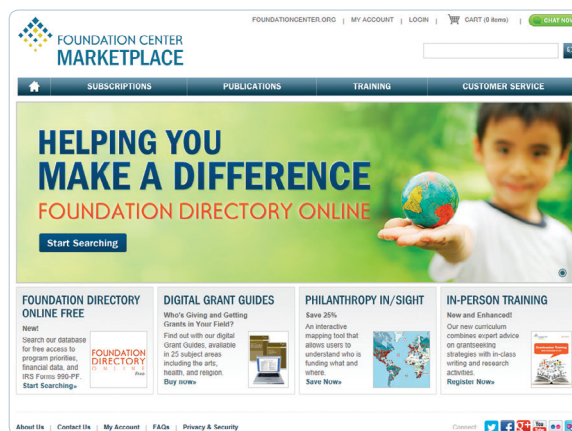 FOUNDATIONCENTER.ORG | MY ACCOUNT | LOGIN | CART (0 items) | CHAT NOW
FOUNDATION CENTER
MARKETPLACE
SUBSCRIPTIONS PUBLICATIONS TRAINING CUSTOMER SERVICE
HELPING YOU
MAKE A DIFFERENCE
FOUNDATION DIRECTORY ONLINE
Start Searching
FOUNDATION DIRECTORY
ONLINE FREE
New!
Search our database
for free access to
program priorities,
financial data, and
IRS Forms 990-PF.
Start Searching»
FOUNDATION
DIRECTORY
ONLINE
Free
DIGITAL GRANT GUIDES
Who's Giving and Getting
Grants in Your Field?
Find out with our digital
Grant Guides, available
in 25 subject areas
including the arts,
health, and region.
Buy now»
PHILANTHROPY IN/SIGHT
Save 25%
An interactive
mapping tool that
allows users to
understand who is
funding what and
where.
Save Now»
IN-PERSON TRAINING
New and Enhanced!
Our new curriculum
combines expert advice
on grantseeking
strategies with in-class
writing and research
activities.
Register Now»
About Us | Contact Us | My Account | FAQs | Privacy & Security
Connect:
You